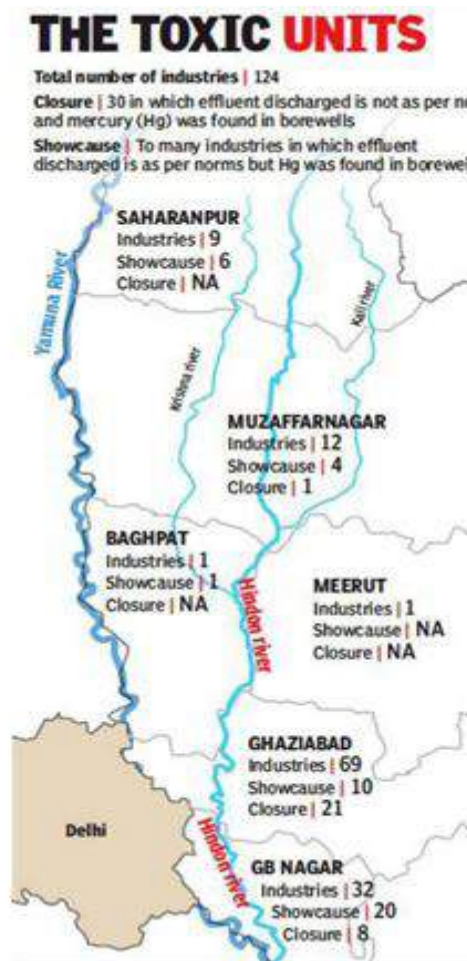 THE TOXIC UNITS
Total number of industries | 124
Closure | 30 in which effluent discharged is not as per
and mercury (Hg) was found in borewells
Showcause | To many industries in which effluent
discharged is as per norms but Hg was found in
SAHARANPUR
Industries | 9
Showcause | 6
Closure | NA
Yamuna River
Krishna river
Kali river
MUZAFFARNAGAR
Industries | 12
Showcause | 4
Closure | 1
BAGHPAT
Industries | 1
Showcause | 1
Closure | NA
Hindon river
MEERUT
Industries | 1
Showcause | NA
Closure | NA
GHAZIABAD
Industries | 69
Showcause | 10
Closure | 21
Delhi
Hindon river
GB NAGAR
Industries | 32
Showcause | 20
Closure | 8